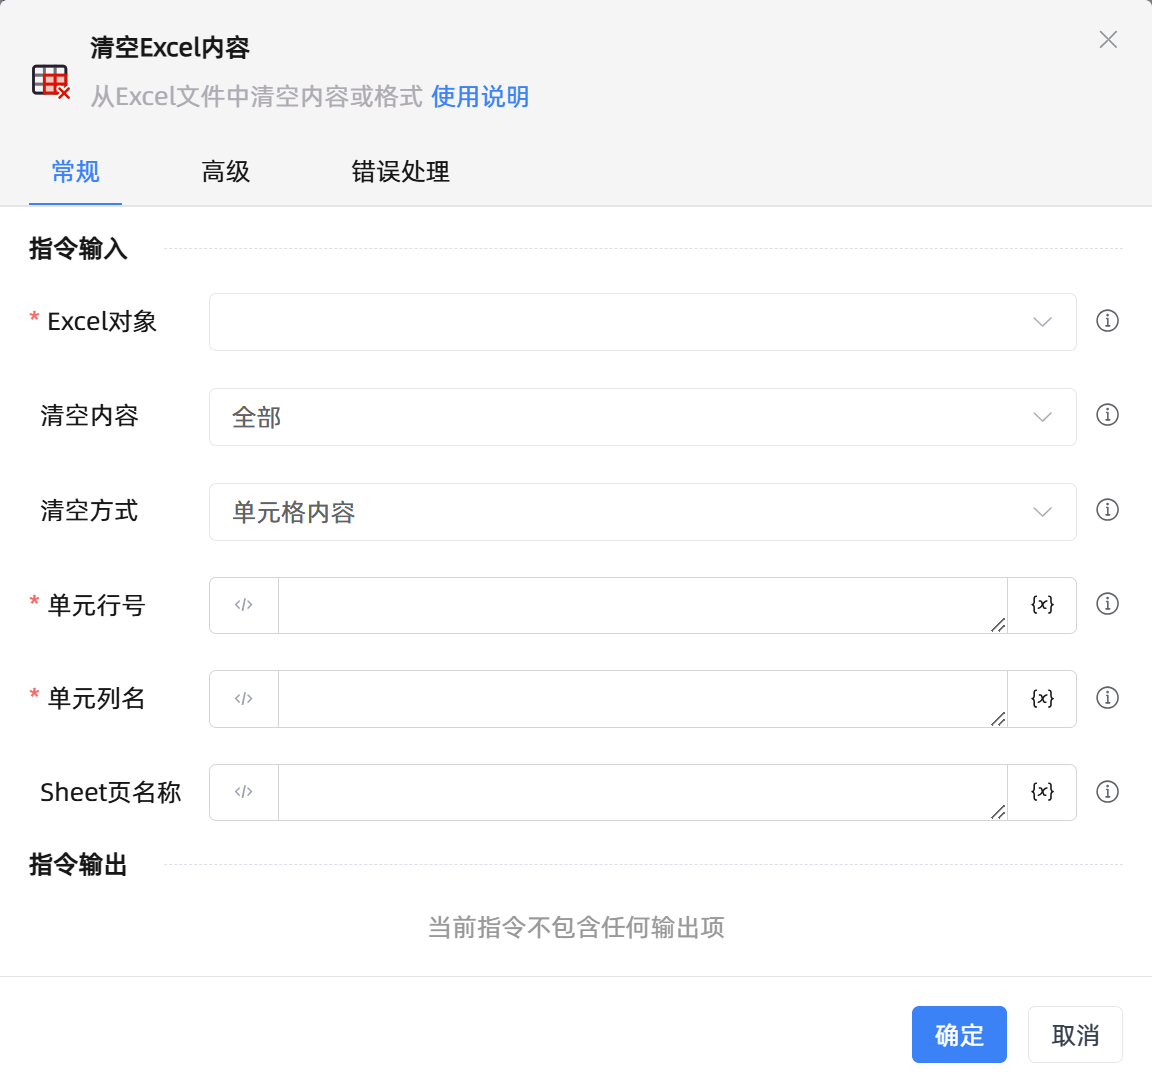 清空Excel内容
从Excel文件中清空内容或格式 使用说明
常规 高级 错误处理
指令输入
* Excel对象
清空内容 全部
清空方式 单元格内容
* 单元行号 </> {x}
* 单元列名 </> {x}
Sheet页名称 </> {x}
指令输出
当前指令不包含任何输出项
确定 取消